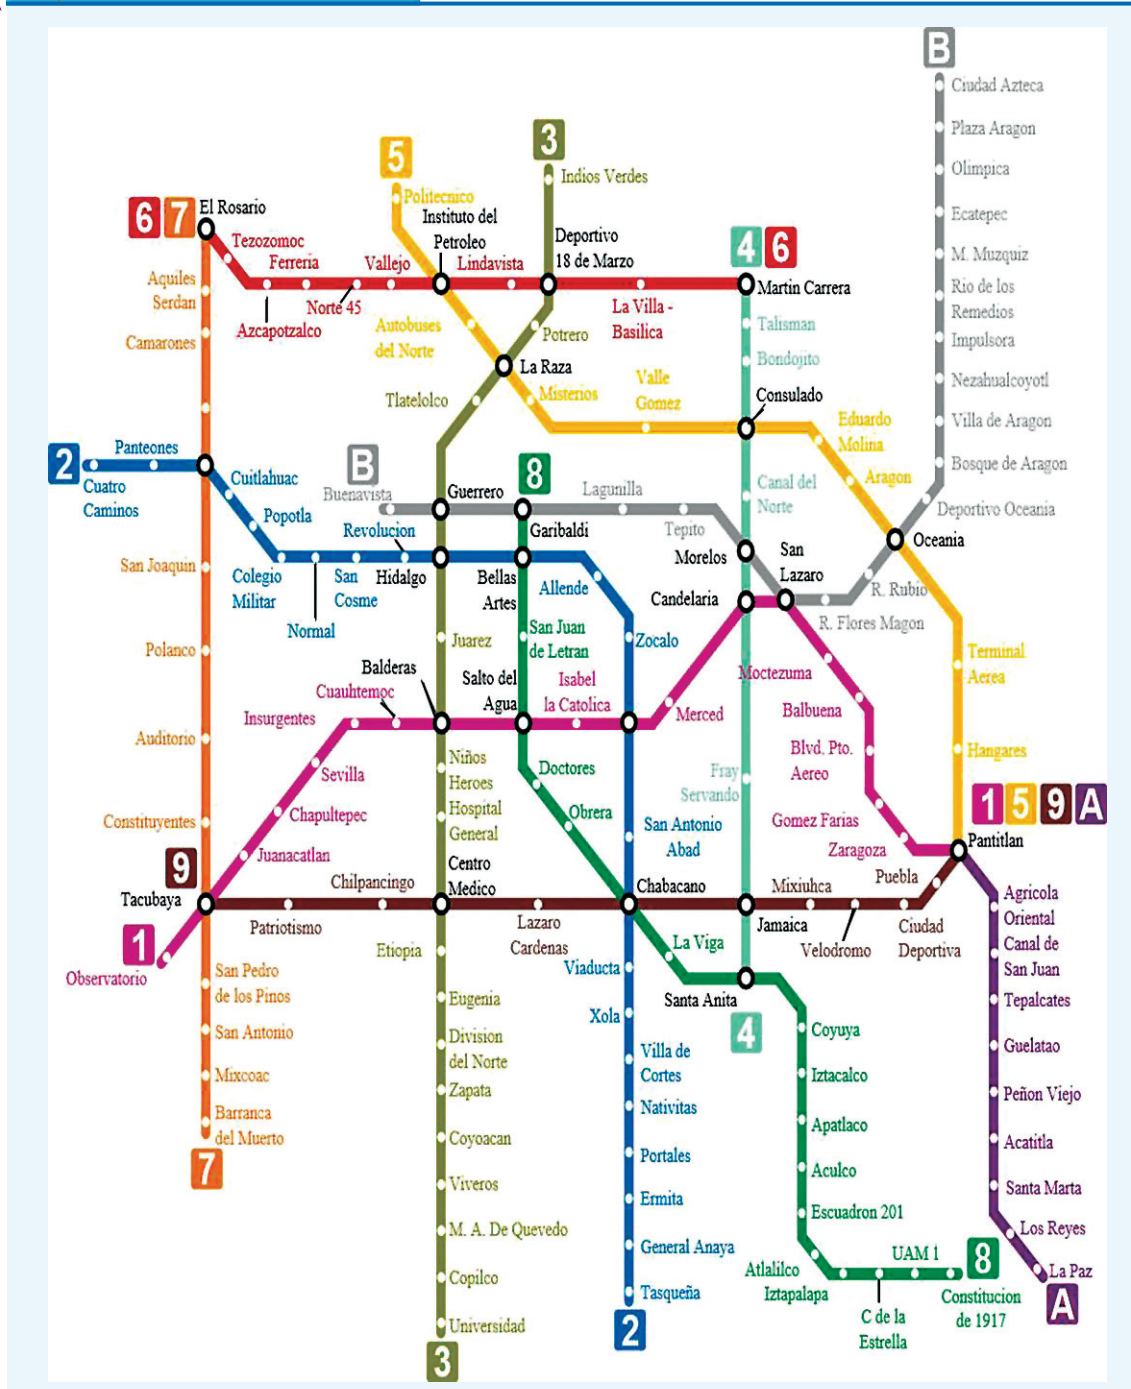 B
Ciudad Azteca
Plaza Aragon
Olimpica
Ecatepec
M. Muzquiz
Rio de los
Remedios
Impulsora
Nezahualcoyotl
Villa de Aragon
Bosque de Aragon
Deportivo Oceania
3
Indios Verdes
5
Politecnico
Instituto del
Petroleo
Deportivo
18 de Marzo
6 7
El Rosario
4 6
Martin Carrera
Tezozomoc
Ferreria
Vallejo
Lindavista
Norte 45
Azcapotzalco
La Villa -
Basilica
Aquiles
Serdan
Camarones
Autobuses
del Norte
Potrero
La Raza
Talisman
Bondojito
Tlatelolco
Misterios
Valle
Gomez
Consulado
Eduardo
Molina
Aragon
2
Panteones
Cuatro
Caminos
Cuitlahuac
Popotla
B
Buenavista
Guerrero
8
Garibaldi
Lagunilla
Tepito
Canal del
Norte
Morelos
San
Lazaro
Oceania
R. Rubio
R. Flores Magon
Revolucion
Hidalgo
Bellas
Artes
Allende
Candelaria
San Joaquin
Colegio
Militar
San
Cosme
Normal
Juarez
San Juan
de Letran
Zocalo
Polanco
Balderas
Salto del
Agua
Isabel
la Catolica
Merced
Moctezuma
Terminal
Aerea
Cuauhtemoc
Insurgentes
Balbuena
Auditorio
Sevilla
Niños
Heroes
Doctores
Blvd. Pto.
Aereo
Hangares
Fray
Servando
Chapultepec
Hospital
General
Obrera
San Antonio
Abad
Gomez Farias
Zaragoza
1 5 9 A
Pantitlan
Constituyentes
Juanacatlan
9
Tacubaya
Chilpancingo
Centro
Medico
Chabacano
Mixiuhca
Puebla
Patriotismo
Lazaro
Cardenas
Jamaica
Velodromo
Ciudad
Deportiva
Agricola
Oriental
Canal de
San Juan
Tepalcates
Guelatao
Peñon Viejo
Acatitla
Santa Marta
Los Reyes
La Paz
A
1
Observatorio
Etiopia
La Viga
Viaducta
Santa Anita
4
San Pedro
de los Pinos
San Antonio
Mixcoac
Barranca
del Muerto
7
Eugenia
Division
del Norte
Zapata
Coyoacan
Viveros
M. A. De Quevedo
Copilco
Universidad
3
Xola
Villa de
Cortes
Nativitas
Portales
Ermita
General Anaya
Tasqueña
2
Coyuya
Iztacalco
Apatlaco
Aculco
Escuadron 201
Atlalilco
Iztapalapa
UAM 1
8
C de la
Estrella
Constitucion
de 1917